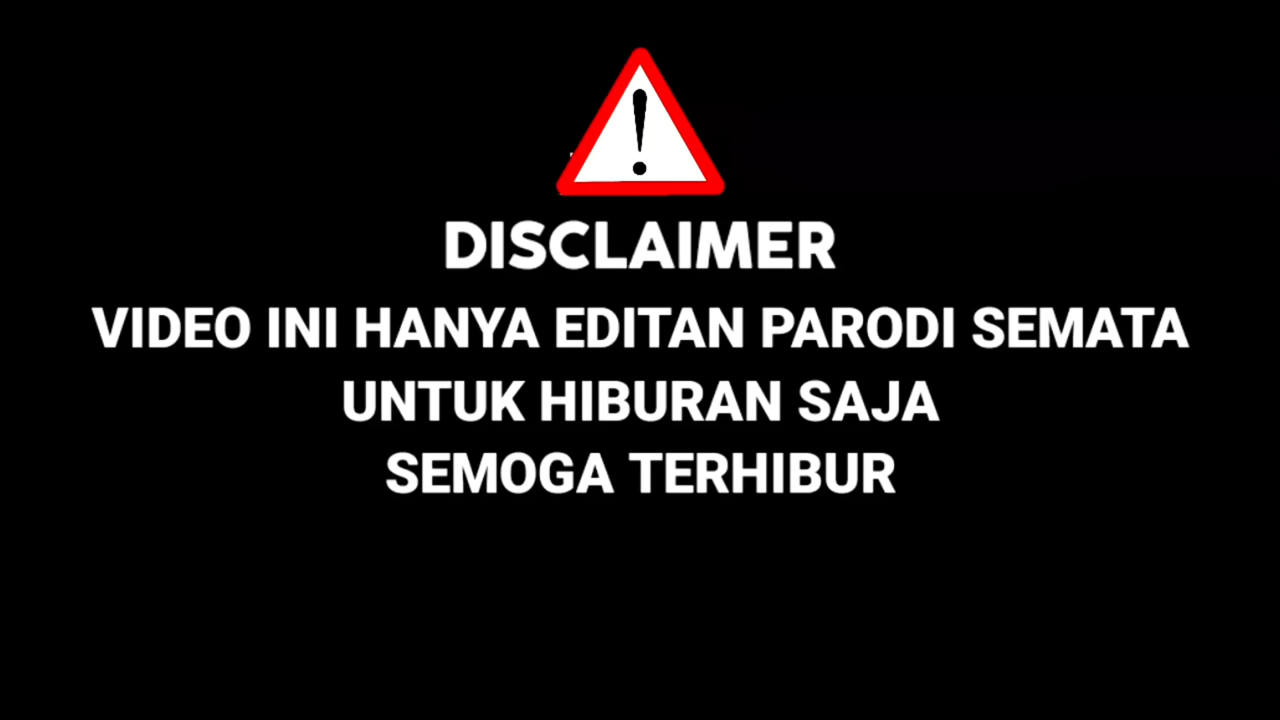 DISCLAIMER
VIDEO INI HANYA EDITAN PARODI SEMATA
UNTUK HIBURAN SAJA
SEMOGA TERHIBUR